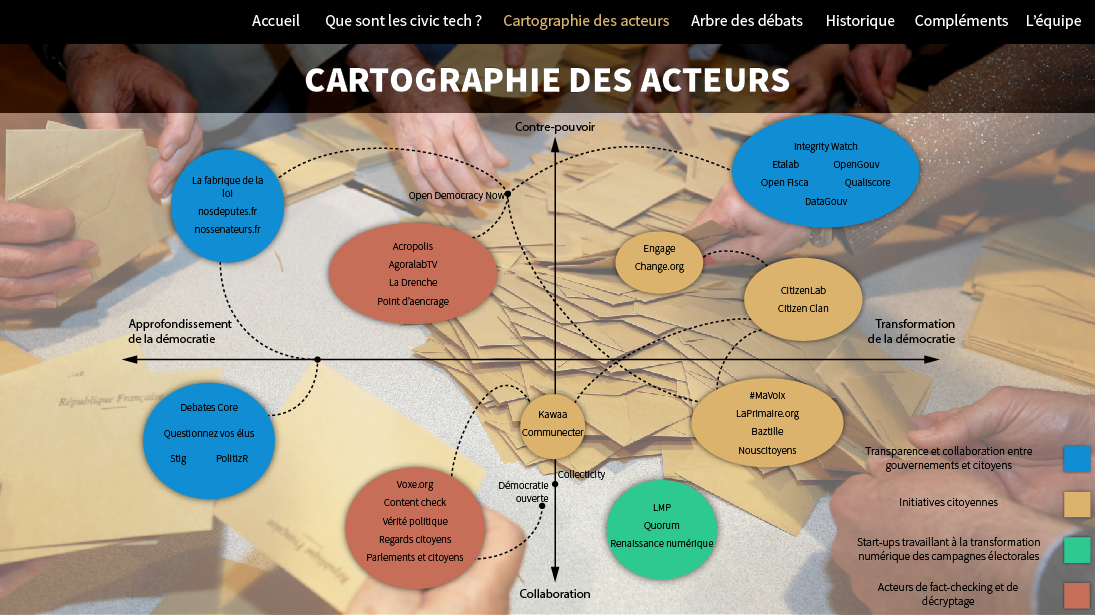 Accueil Que sont les civic tech ? Cartographie des acteurs Arbre des débats Historique Compléments L'équipe
CARTOGRAPHIE DES ACTEURS
Contre-pouvoir
Integrity Watch
Etalab OpenGouv
Open Fisca Qualiscore
DataGouv
La fabrique de la
loi
nosdeputes.fr
nossenateurs.fr
Open Democracy Now
Acropolis
AgoralabTV
La Drenche
Point d'aencrage
Engage
Change.org
CitizenLab
Citizen Clan
Approfondissement
de la démocratie
Transformation
de la démocratie
Debates Core
Questionnez vos élus
Stig PolitizR
Kawaa
Communecter
#MaVoix
LaPrimaire.org
Baztille
Nouscitoyens
Collecticity
Démocratie
ouverte
Voxe.org
Content check
Vérité politique
Regards citoyens
Parlements et citoyens
LMP
Quorum
Renaissance numérique
Collaboration
Transparence et collaboration entre
gouvernements et citoyens
Initiatives citoyennes
Start-ups travaillant à la transformation
numérique des campagnes électorales
Acteurs de fact-checking et de
décryptage
République Française